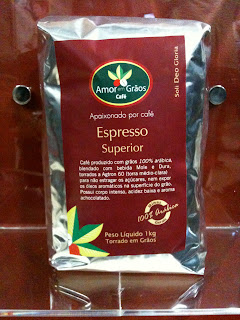 Amor em Grãos
Café
Soli Deo Gloria
Apaixonado por café
Espresso
Superior
Café produzido com grãos 100% arábica,
blendado com bebida Mole e Dura,
torrados a Agtron 60 (torra médio-clara)
para não estragar os açúcares, nem expor
os óleos aromáticos na superfície do grão.
Possui corpo intenso, acidez baixa e aroma
achocolatado.
100% Arábica
Peso Líquido 1kg
Torrado em Grãos